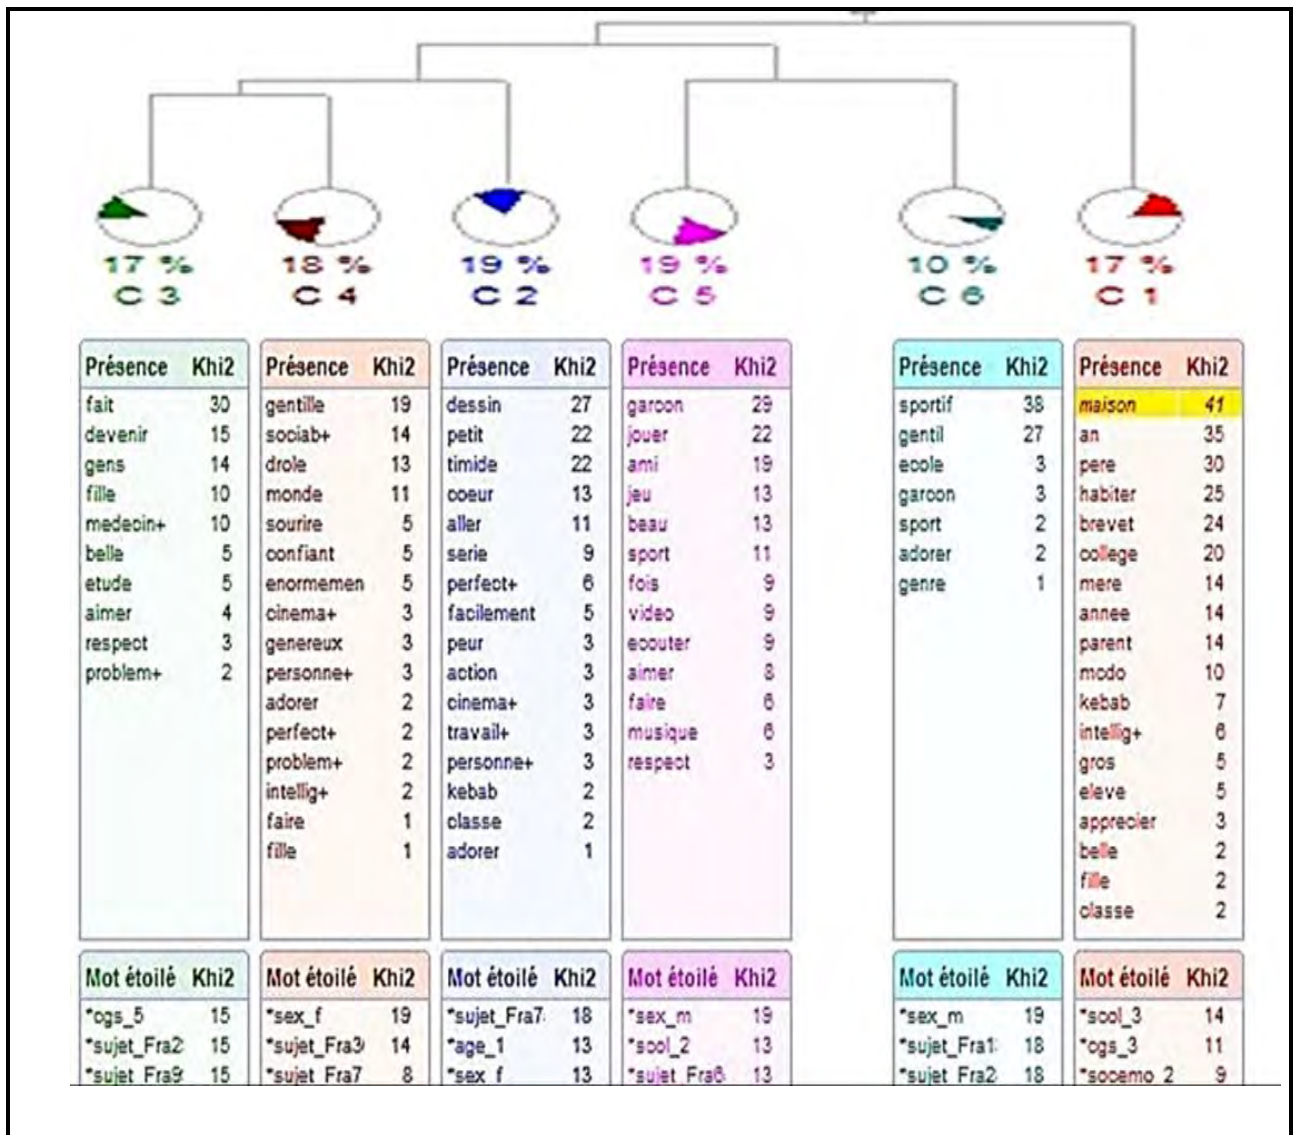 17 %
C 3
18 %
C 4
19 %
C 2
19 %
C 5
10 %
C 6
17 %
C 1
Présence Khi2
fait 30
devenir 15
gens 14
fille 10
medecin+ 10
belle 5
etude 5
aimer 4
respect 3
problem+ 2
Présence Khi2
gentille 19
sociab+ 14
drole 13
monde 11
sourire 5
confiant 5
enormemen 5
cinema+ 3
genereux 3
personne+ 3
adorer 2
perfect+ 2
problem+ 2
intellig+ 2
faire 1
fille 1
Présence Khi2
dessin 27
petit 22
timide 22
coeur 13
aller 11
serie 9
perfect+ 6
facilement 5
peur 3
action 3
cinema+ 3
travail+ 3
personne+ 3
kebab 2
classe 2
adorer 1
Présence Khi2
garcon 29
jouer 22
ami 19
jeu 13
beau 13
sport 11
fois 9
video 9
ecouter 9
aimer 8
faire 6
musique 6
respect 3
Présence Khi2
sportif 38
gentil 27
ecole 3
garcon 3
sport 2
adorer 2
genre 1
Présence Khi2
maison 41
an 35
pere 30
habiter 25
brevet 24
college 20
mere 14
annee 14
parent 14
modo 10
kebab 7
intellig+ 6
gros 5
eleve 5
apprecier 3
belle 2
fille 2
classe 2
Mot étoilé Khi2
*cgs_5 15
*sujet_Fra2 15
*sujet_Fra9 15
Mot étoilé Khi2
*sex_f 19
*sujet_Fra3 14
*sujet_Fra7 8
Mot étoilé Khi2
*sujet_Fra7 18
*age_1 13
*sex_f 13
Mot étoilé Khi2
*sex_m 19
*scol_2 13
*sujet_Fra6 13
Mot étoilé Khi2
*sex_m 19
*sujet_Fra1 18
*sujet_Fra2 18
Mot étoilé Khi2
*scol_3 14
*cgs_3 11
*socemo_2 9